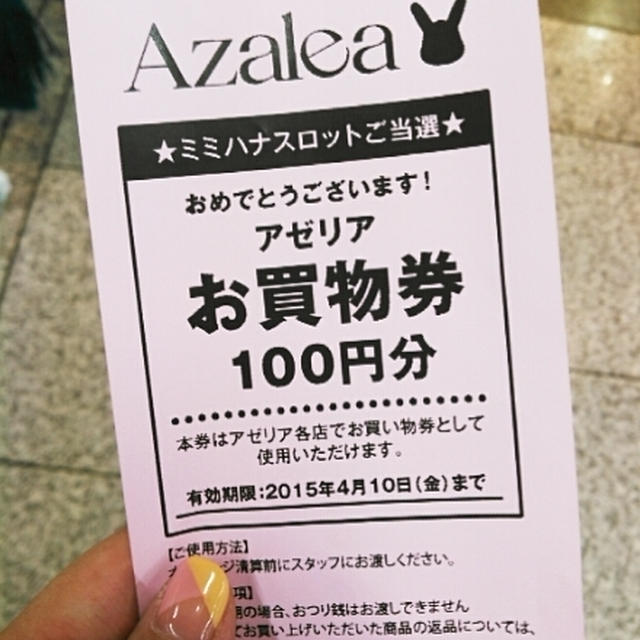 Azalea
★ミミハナスロットご当選★
おめでとうございます!
アゼリア
お買物券
100円分
本券はアゼリア各店でお買い物券として
使用いただけます。
有効期限:2015年4月10日(金)まで
【ご使用方法】
ジ清算前にスタッフにお渡しください。
項】
用の場合、おつり銭はお渡しできません
てお買い上げいただいた商品の返品については、